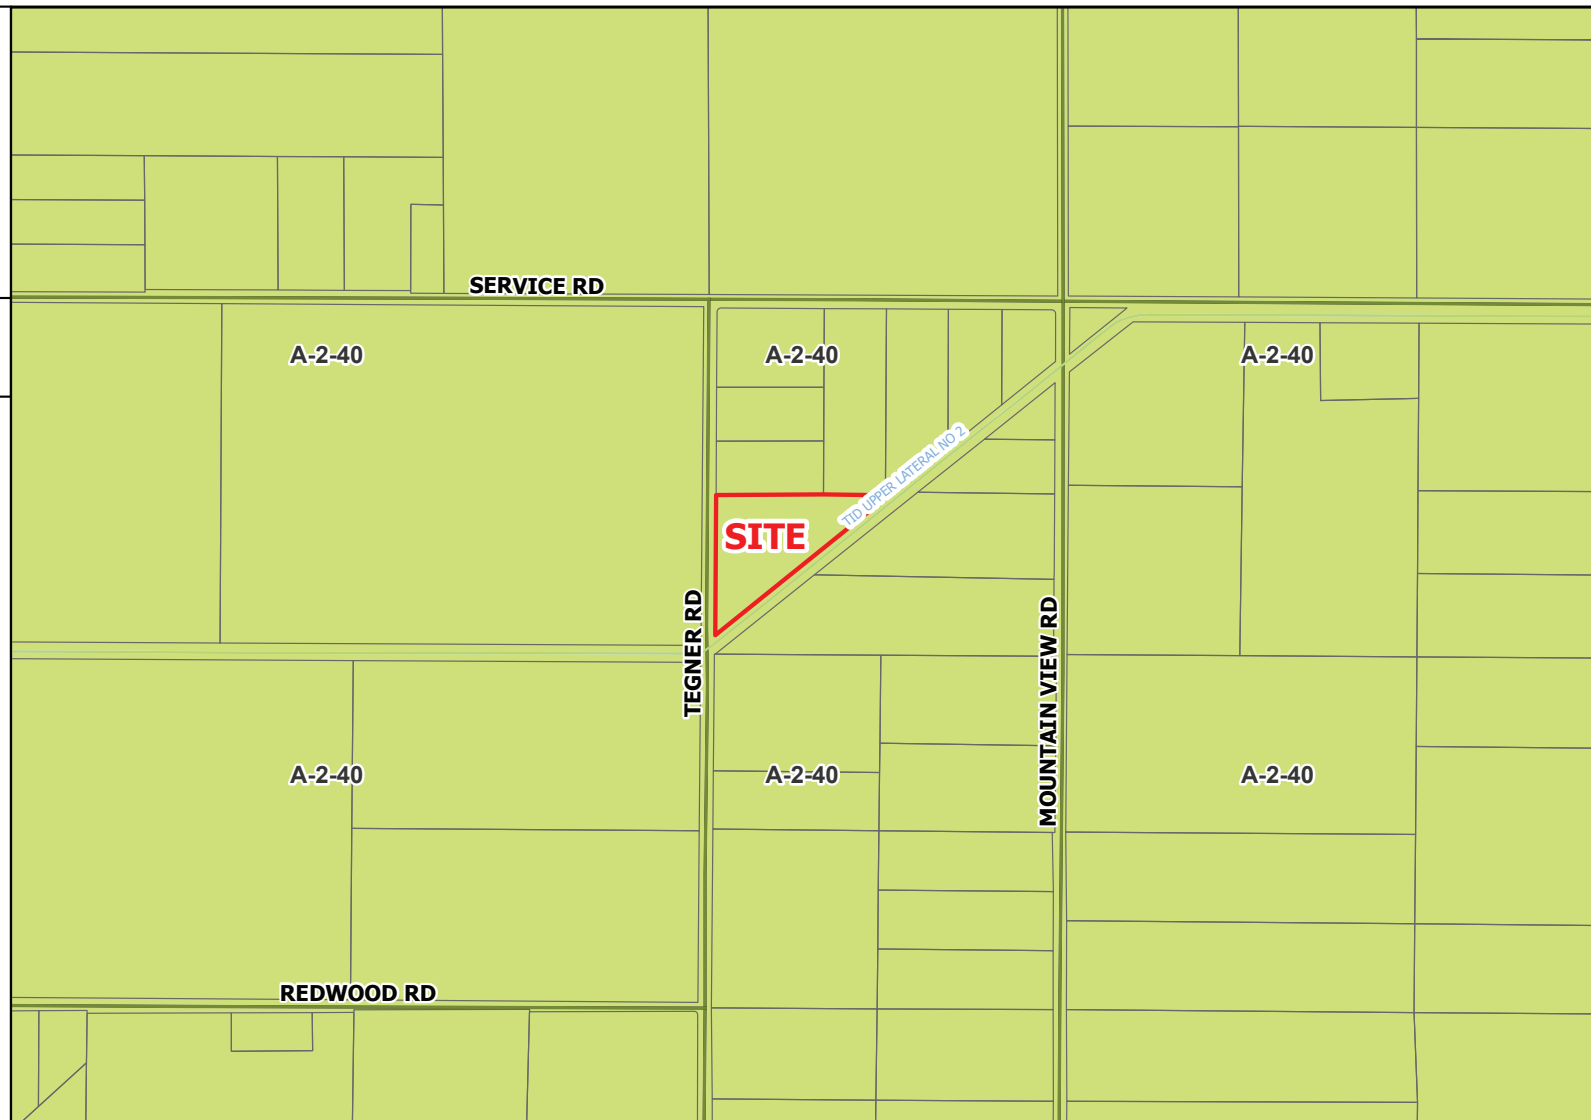 SERVICE RD
A-2-40
A-2-40
A-2-40
TID UPPER LATERAL NO 2
SITE
TEGNER RD
MOUNTAIN VIEW RD
A-2-40
A-2-40
A-2-40
REDWOOD RD